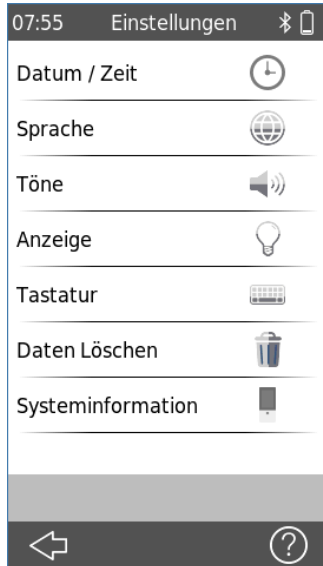 07:55 Einstellungen
Datum / Zeit
Sprache
Töne
Anzeige
Tastatur
Daten Löschen
Systeminformation
?